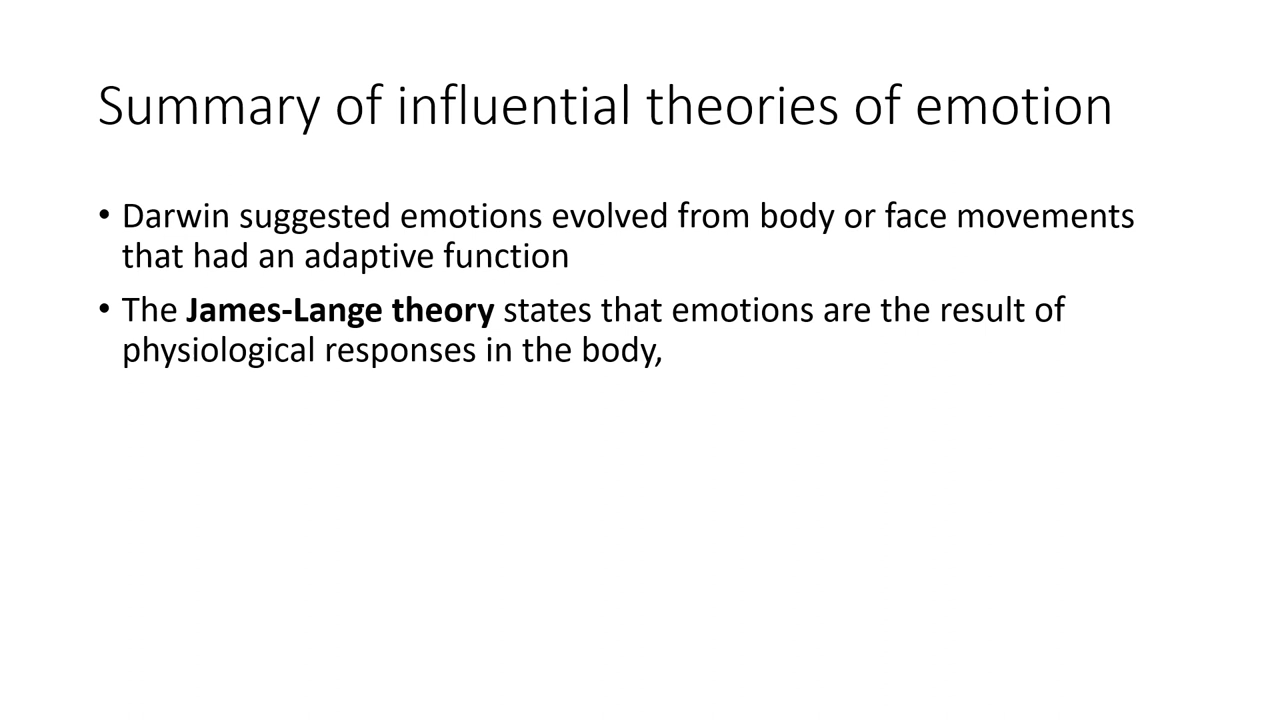 Summary of influential theories of emotion
• Darwin suggested emotions evolved from body or face movements
that had an adaptive function
• The James-Lange theory states that emotions are the result of
physiological responses in the body,